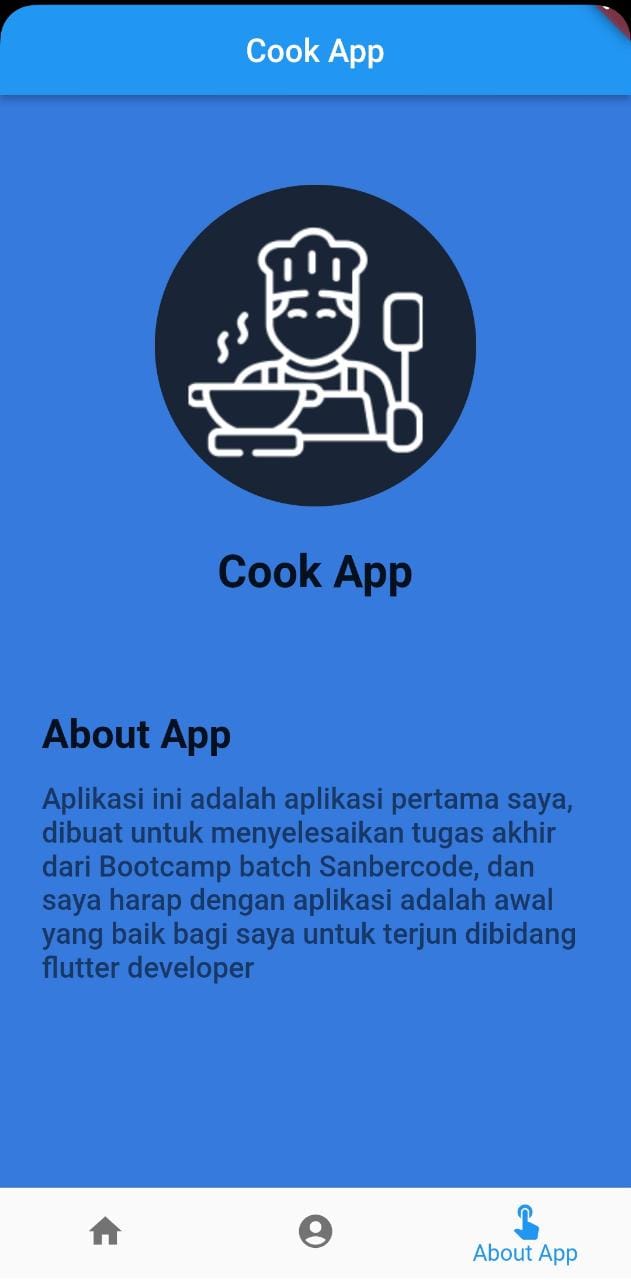 Cook App
Cook App
About App
Aplikasi ini adalah aplikasi pertama saya,
dibuat untuk menyelesaikan tugas akhir
dari Bootcamp batch Sanbercode, dan
saya harap dengan aplikasi adalah awal
yang baik bagi saya untuk terjun dibidang
flutter developer
About App